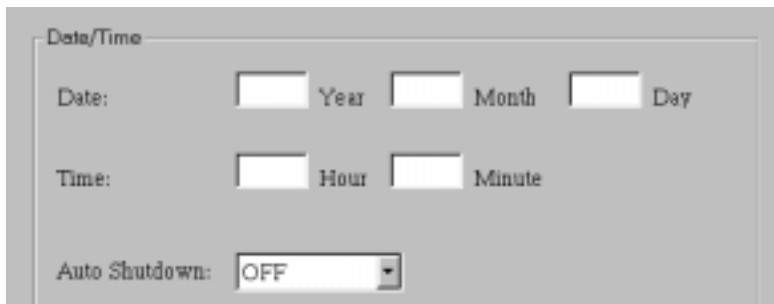 Date/Time
Date: Year Month Day
Time: Hour Minute
Auto Shutdown: OFF